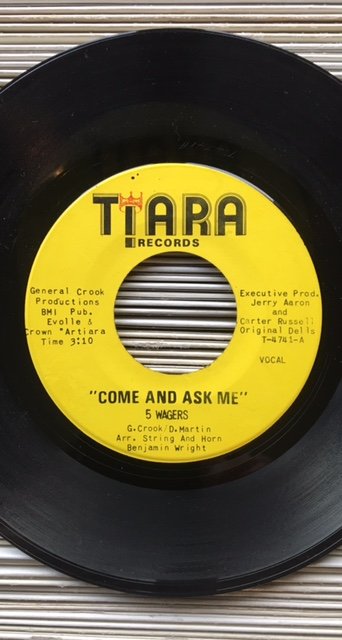 TIARA
RECORDS
General Crook
Productions
BMI Pub.
Evolle &
Crown "Artiara
Time 3:10
Executive Prod.
Jerry Aaron
and
Carter Russell
Original Dells
T-4741-A
VOCAL
"COME AND ASK ME"
5 WAGERS
G.Crook/D.Martin
Arr. String And Horn
Benjamin Wright